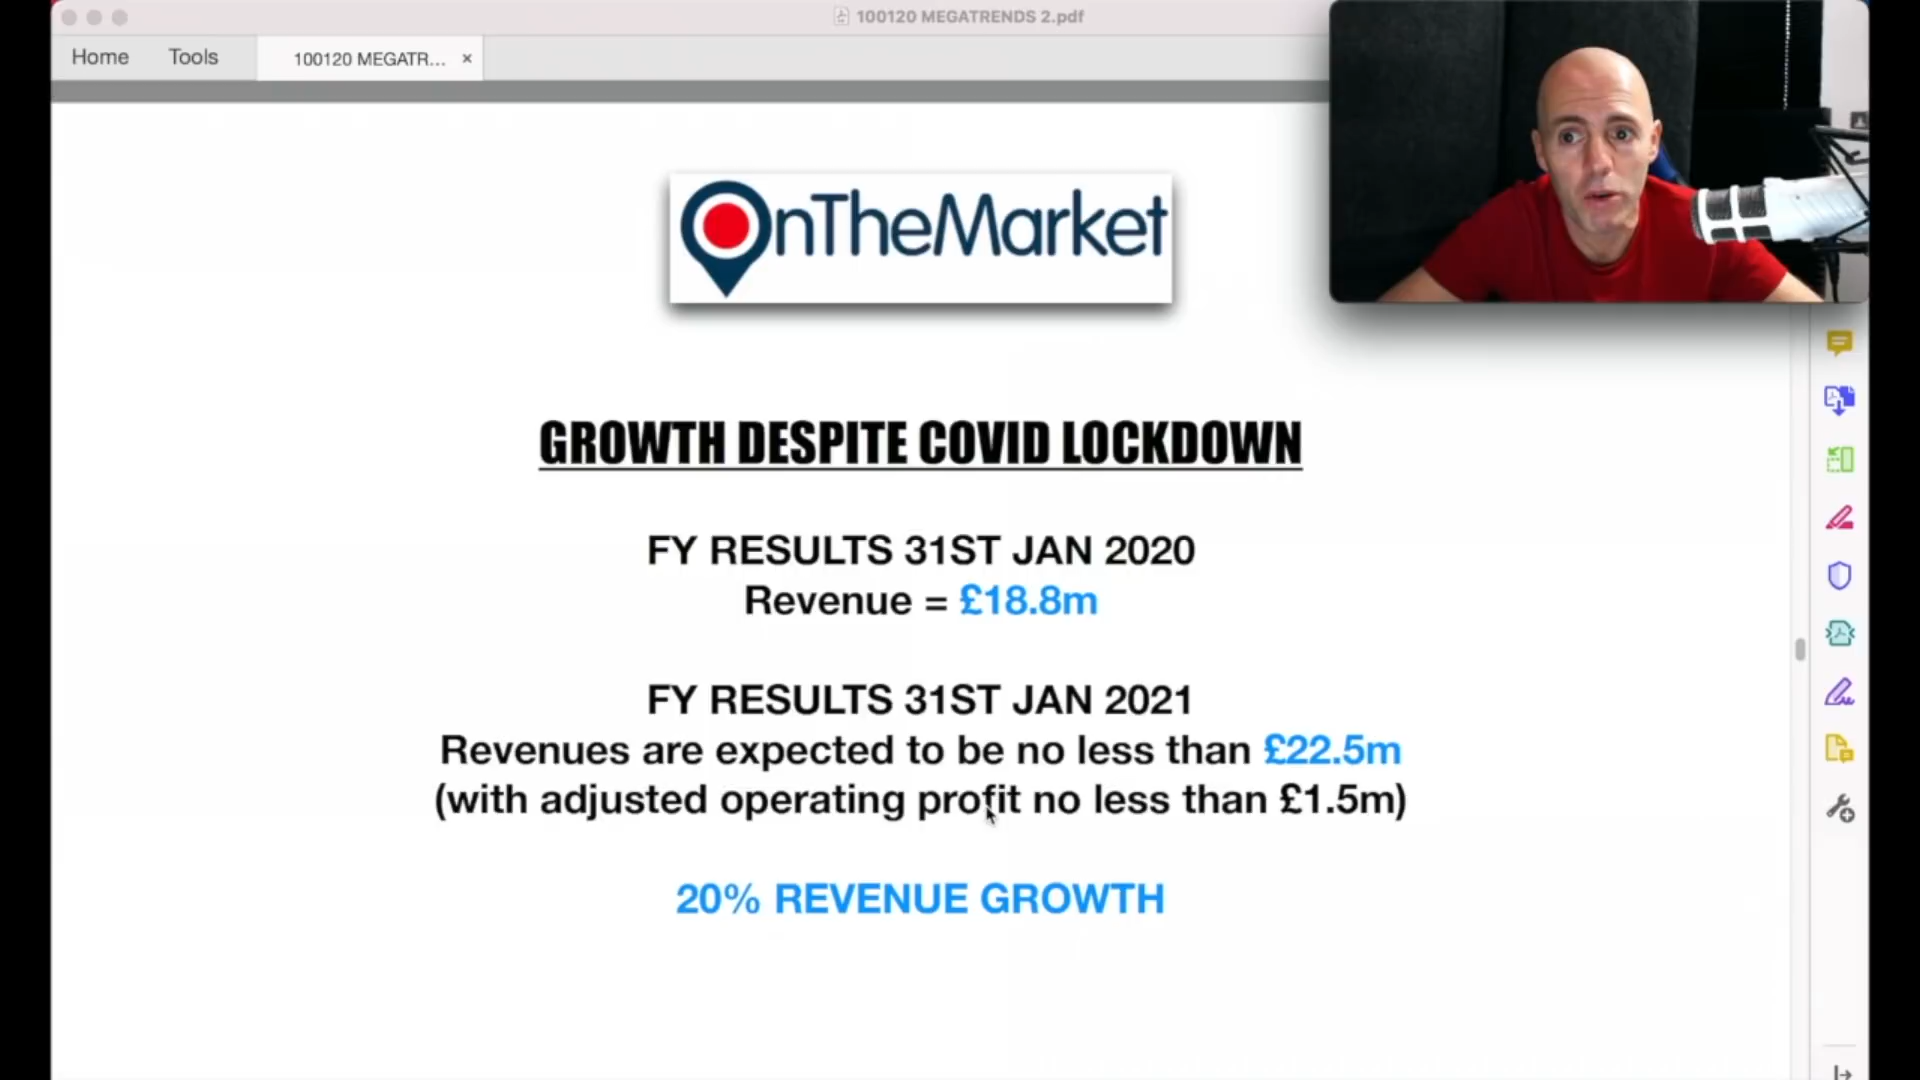 100120 MEGATRENDS 2.pdf
Home Tools 100120 MEGATR... ×
OnTheMarket
GROWTH DESPITE COVID LOCKDOWN
FY RESULTS 31ST JAN 2020
Revenue = £18.8m
FY RESULTS 31ST JAN 2021
Revenues are expected to be no less than £22.5m
(with adjusted operating profit no less than £1.5m)
20% REVENUE GROWTH